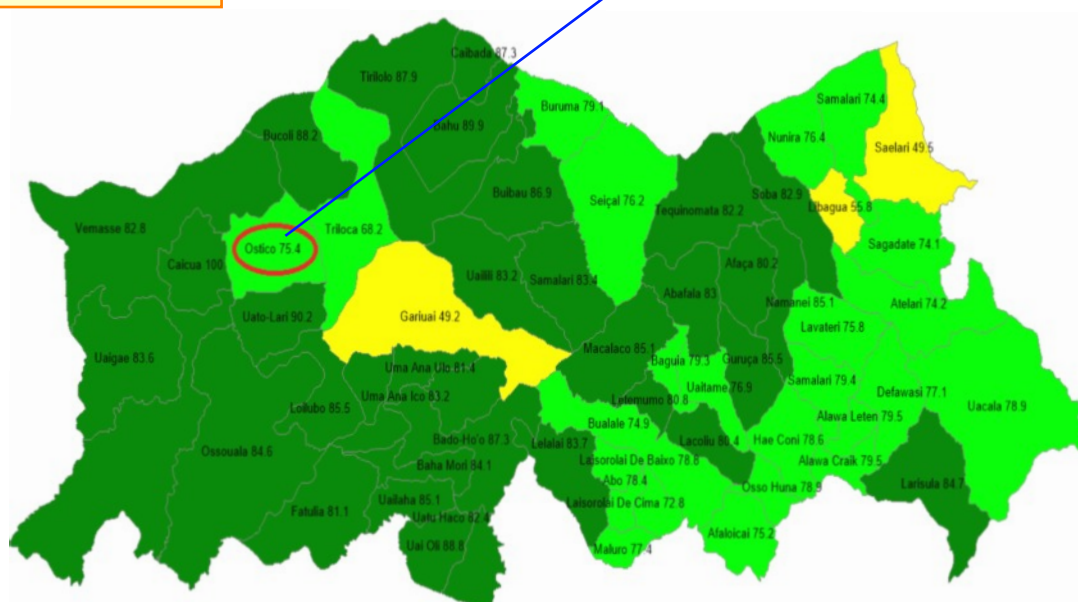 Caibada 87.3
Tirilolo 87.9
Samalari 74.4
Buruma 79.1
Bahu 89.9
Bucoli 88.2
Nunira 76.4
Saelari 49.5
Buibau 86.9
Soba 82.9
Seiçal 76.2
Libagua 55.8
Tequinomata 82.2
Vemasse 82.8
Triloca 68.2
Ostico 75.4
Sagadate 74.1
Caicua 100
Afaça 80.2
Uailili 83.2
Samalari 83.4
Abafala 83
Namanei 85.1
Atelari 74.2
Gariuai 49.2
Uato-Lari 90.2
Lavateri 75.8
Macalaco 85.1
Uaigae 83.6
Baguia 79.3
Guruça 85.5
Uma Ana Ulo 81.4
Samalari 79.4
Uaitame 76.9
Defawasi 77.1
Uma Ana Ico 83.2
Letemumo 80.8
Uacala 78.9
Loilubo 85.5
Alawa Leten 79.5
Bualale 74.9
Bado-Ho'o 87.3
Lelalai 83.7
Lacoliu 80.4
Hae Coni 78.6
Ossouala 84.6
Laisorolai De Baixo 78.8
Alawa Craik 79.5
Baha Mori 84.1
Abo 78.4
Larisula 84.7
Osso Huna 78.9
Uailaha 85.1
Laisorolai De Cima 72.8
Fatulia 81.1
Uatu Haco 82.4
Afaloicai 75.2
Uai Oli 88.8
Maluro 77.4